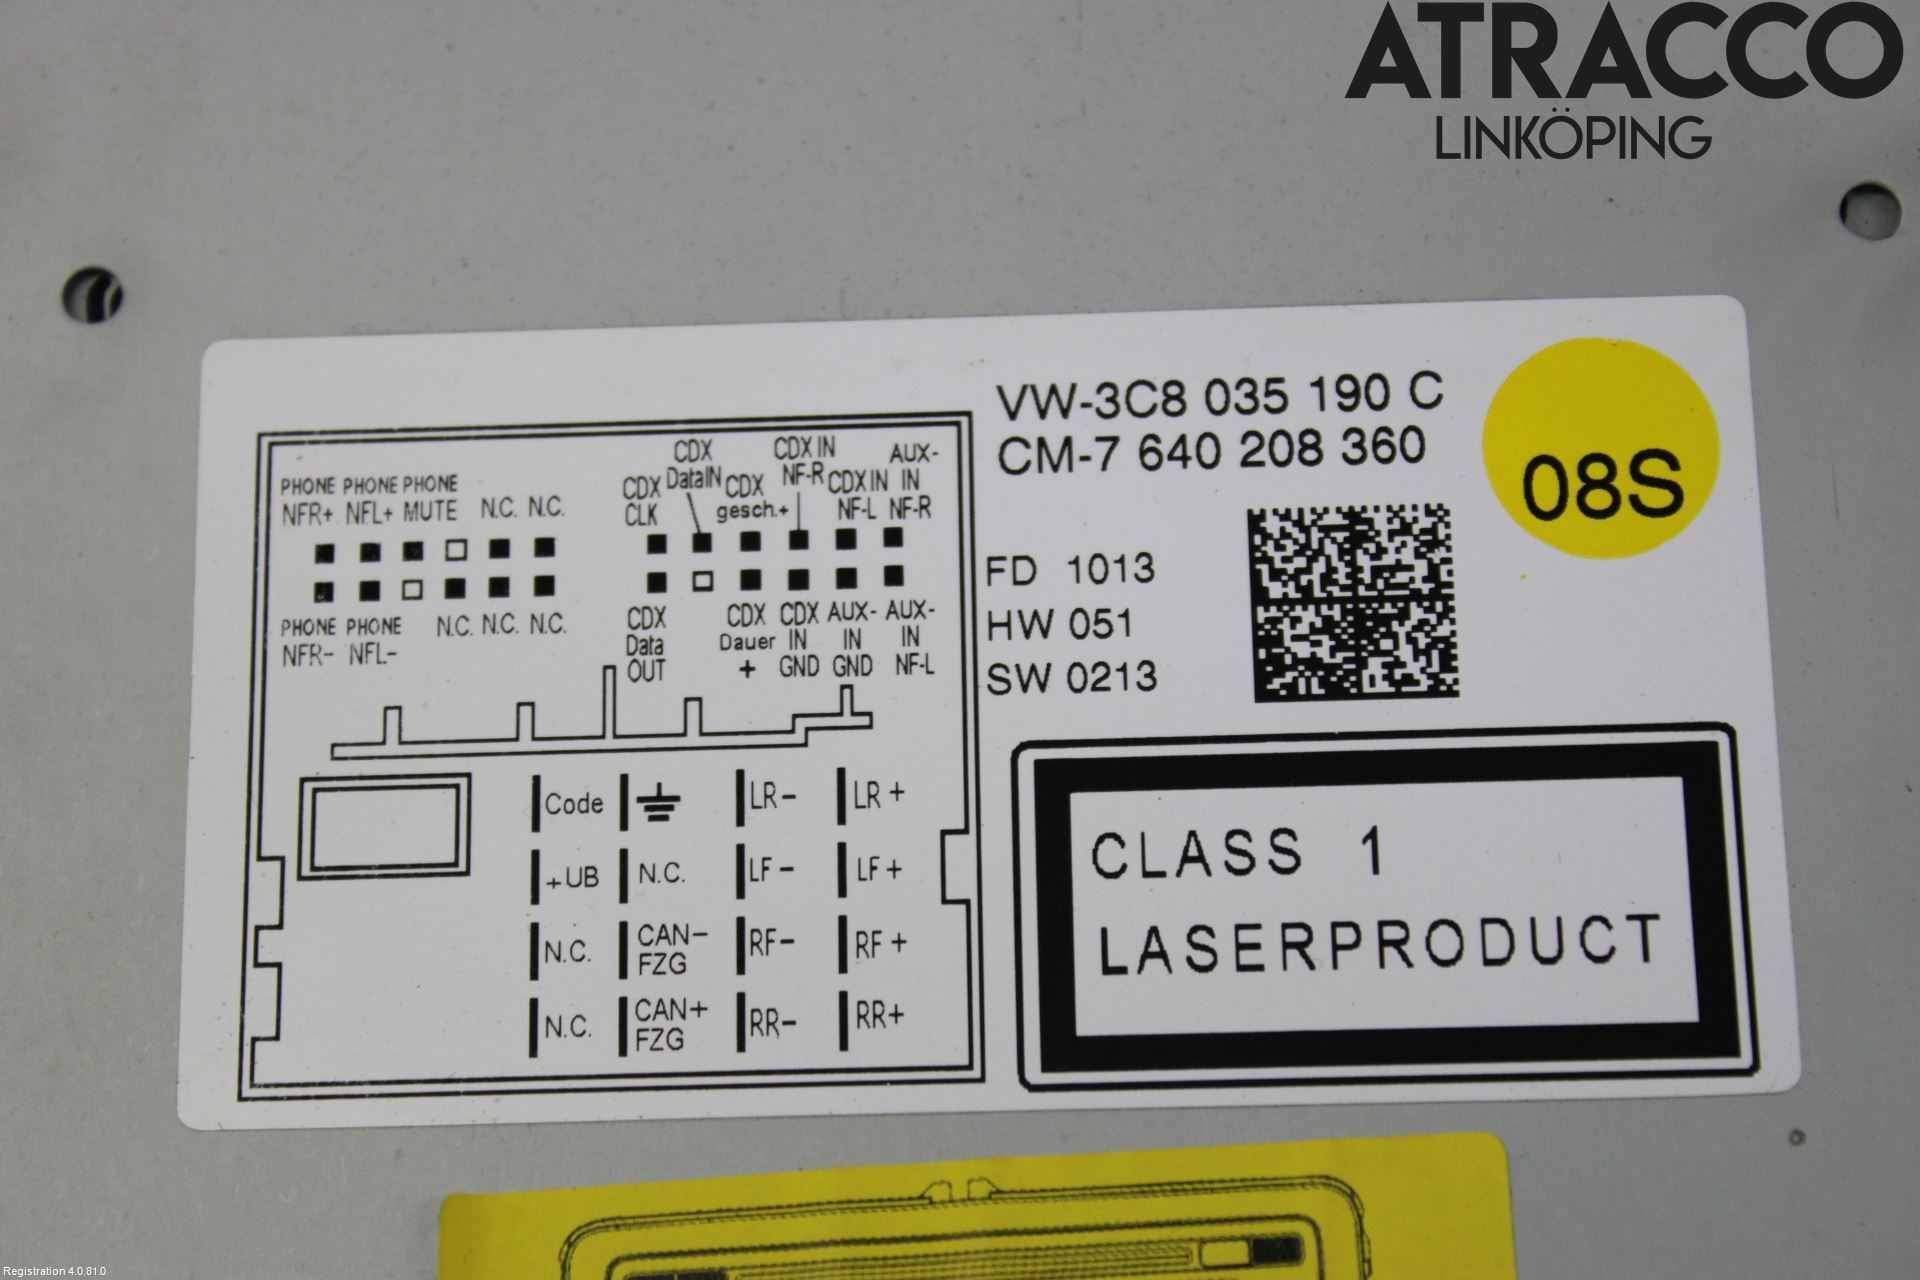 ATRACCO
LINKÖPING
VW-3C8 035 190 C
CM-7 640 208 360
08S
FD 1013
HW 051
SW 0213
CLASS 1
LASERPRODUCT
PHONE PHONE PHONE
NFR+ NFL+ MUTE N.C. N.C.
PHONE PHONE
NFR- NFL-
N.C. N.C. N.C.
CDX
CLK
CDX
DataIN
CDX
gesch.+
CDX IN
NF-R
CDX IN
NF-L
AUX-
IN
NF-R
CDX
Data
OUT
CDX
Dauer
+
CDX
IN
GND
AUX-
IN
GND
AUX-
IN
NF-L
Code LR- LR+
+UB N.C. LF- LF+
N.C. CAN-
FZG RF- RF+
N.C. CAN+
FZG RR- RR+
Registration 4.0.81.0